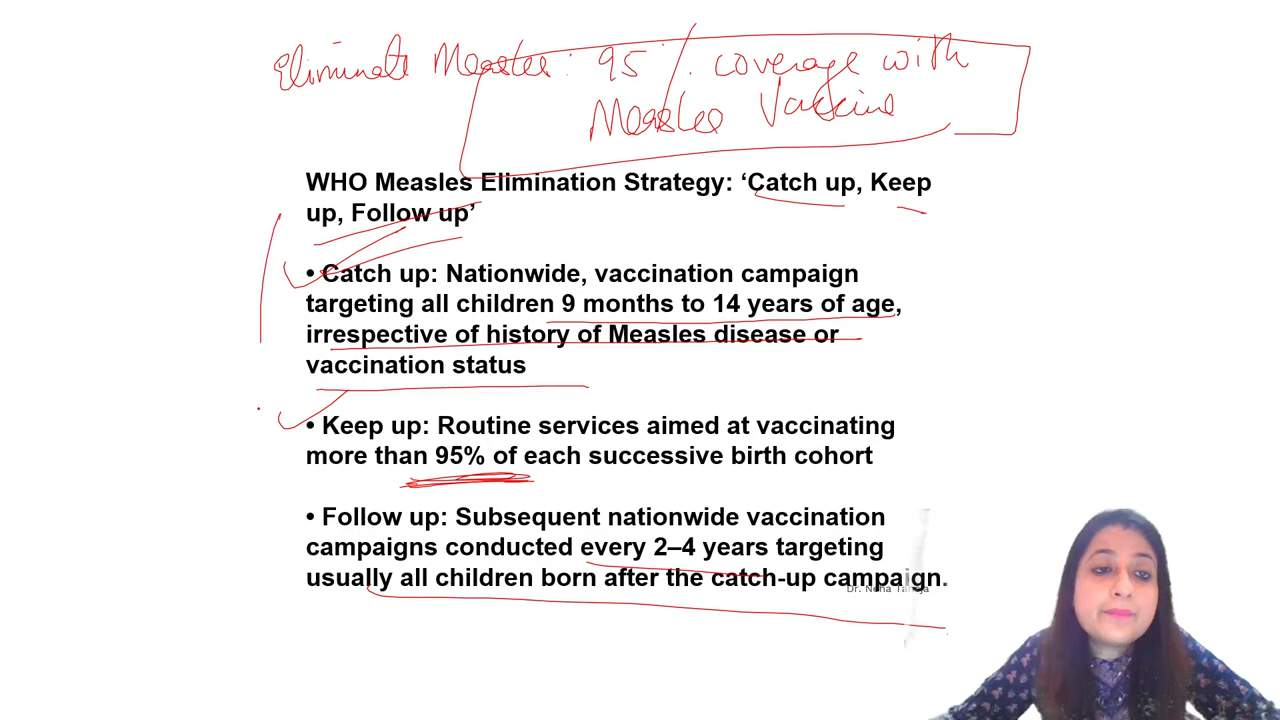 Eliminate Measles: 95% coverage with
Measles Vaccine
WHO Measles Elimination Strategy: ‘Catch up, Keep
up, Follow up’
• Catch up: Nationwide, vaccination campaign
targeting all children 9 months to 14 years of age,
irrespective of history of Measles disease or
vaccination status
• Keep up: Routine services aimed at vaccinating
more than 95% of each successive birth cohort
• Follow up: Subsequent nationwide vaccination
campaigns conducted every 2–4 years targeting
usually all children born after the catch-up campaign.
Dr. Neha Taneja